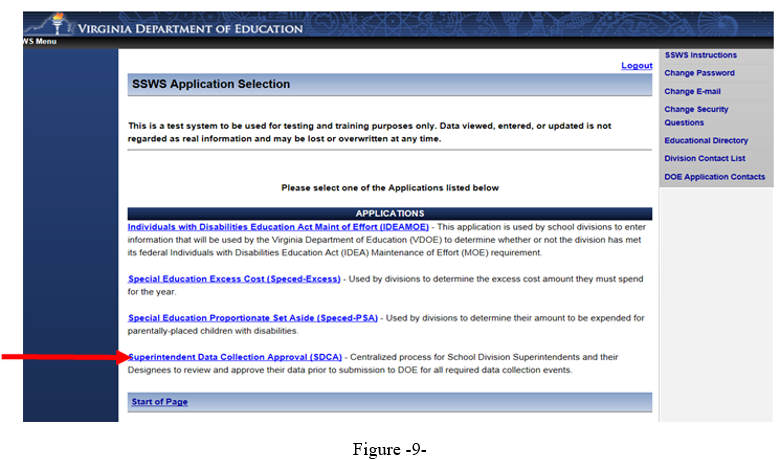 VIRGINIA DEPARTMENT OF EDUCATION
WS Menu
Logout
SSWS Application Selection
This is a test system to be used for testing and training purposes only. Data viewed, entered, or updated is not
regarded as real information and may be lost or overwritten at any time.
Please select one of the Applications listed below
APPLICATIONS
Individuals with Disabilities Education Act Maint of Effort (IDEAMOE) - This application is used by school divisions to enter
information that will be used by the Virginia Department of Education (VDOE) to determine whether or not the division has met
its federal Individuals with Disabilities Education Act (IDEA) Maintenance of Effort (MOE) requirement.
Special Education Excess Cost (Speced-Excess) - Used by divisions to determine the excess cost amount they must spend
for the year.
Special Education Proportionate Set Aside (Speced-PSA) - Used by divisions to determine their amount to be expended for
parentally-placed children with disabilities.
Superintendent Data Collection Approval (SDCA) - Centralized process for School Division Superintendents and their
Designees to review and approve their data prior to submission to DOE for all required data collection events.
Start of Page
SSWS Instructions
Change Password
Change E-mail
Change Security
Questions
Educational Directory
Division Contact List
DOE Application Contacts
Figure -9-